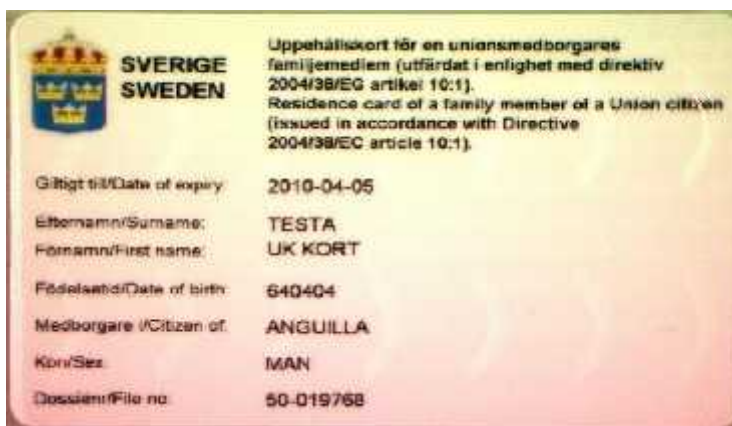 SVERIGE
SWEDEN
Uppehållskort för en unionsmedborgares
familjemedlem (utfärdat i enlighet med direktiv
2004/38/EG artikel 10:1).
Residence card of a family member of a Union citizen
(issued in accordance with Directive
2004/38/EC article 10:1).
Giltigt till/Date of expiry: 2010-04-05
Efternamn/Surname: TESTA
Förnamn/First name: UK KORT
Födelsetid/Date of birth: 640404
Medborgare i/Citizen of: ANGUILLA
Kön/Sex: MAN
Dossienr/File no: 50-019768